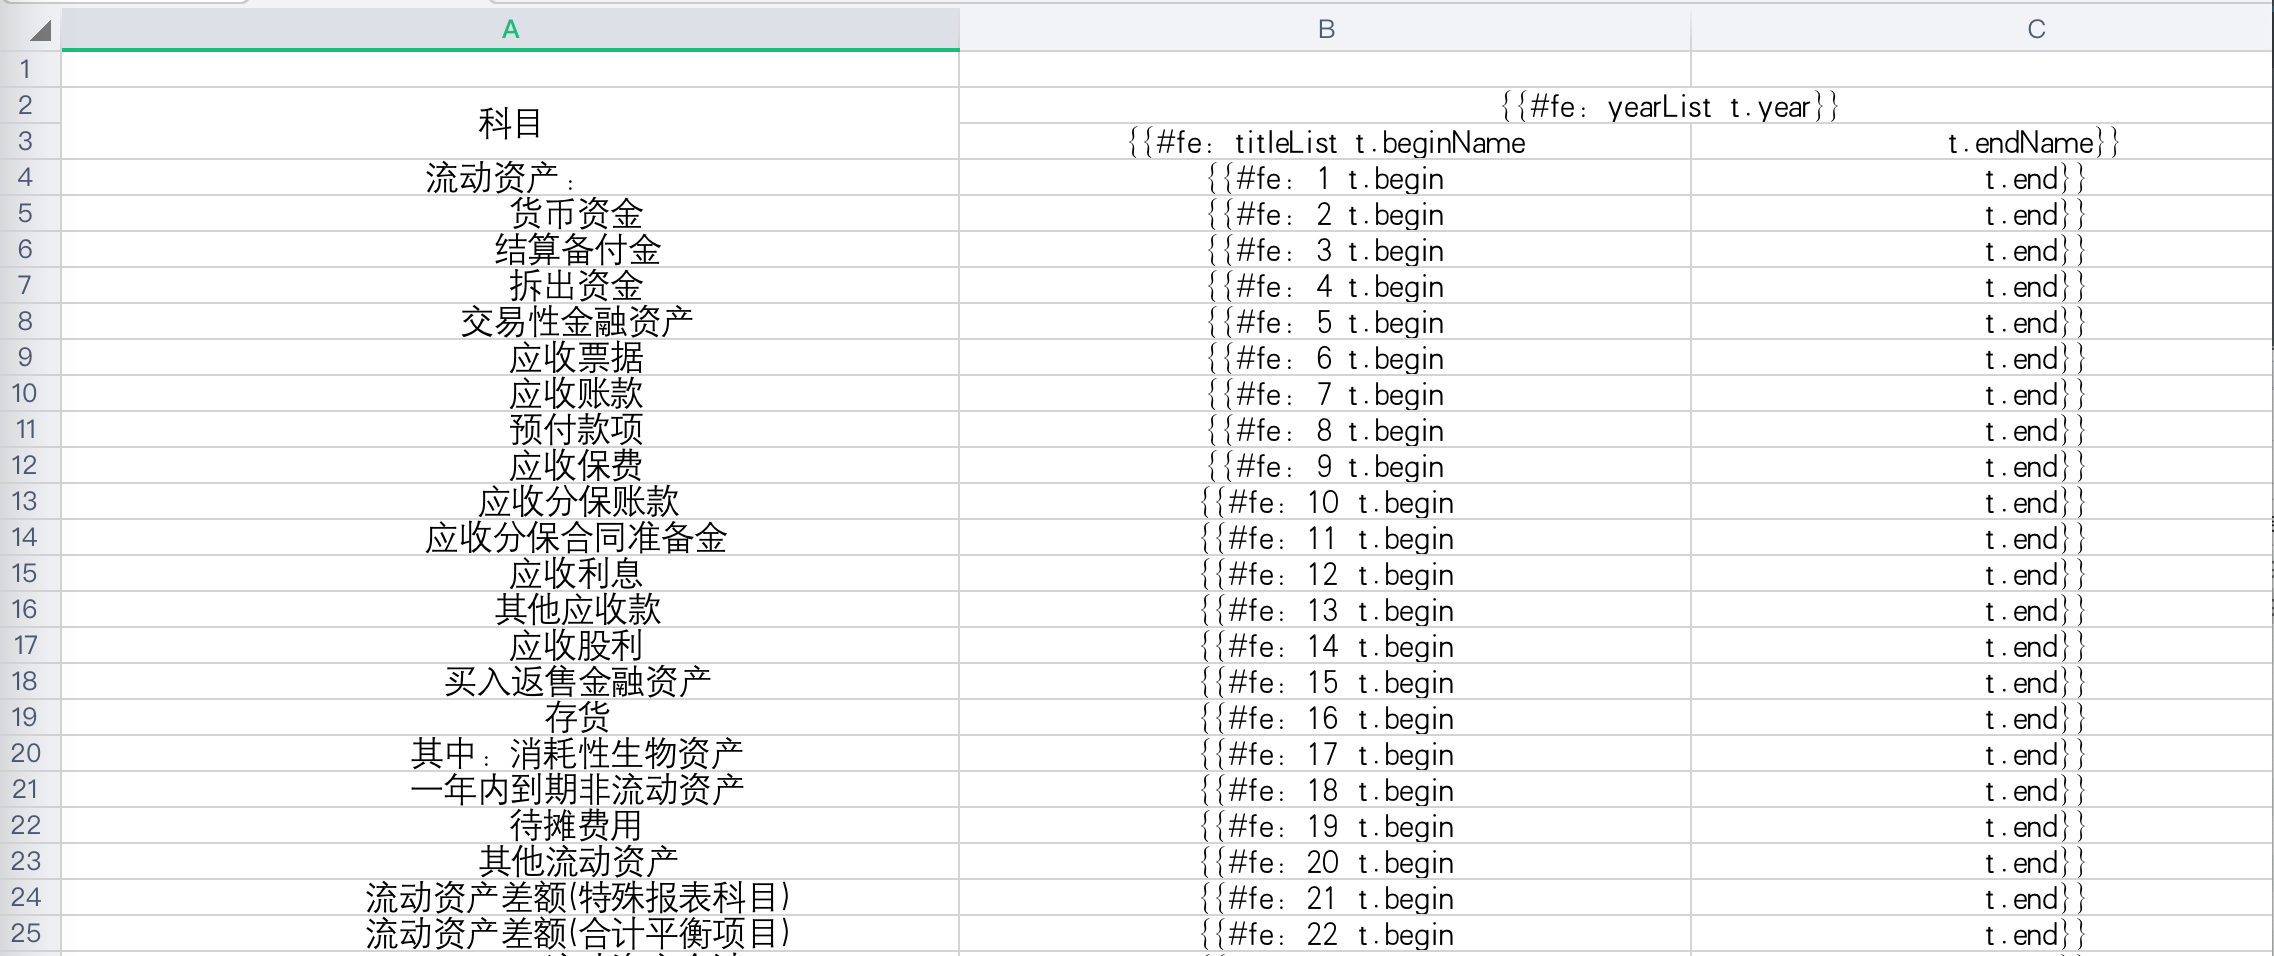 A B C
1
2 科目 {{#fe: yearList t.year}}
3 {{#fe: titleList t.beginName t.endName}}
4 流动资产: {{#fe: 1 t.begin t.end}}
5 货币资金 {{#fe: 2 t.begin t.end}}
6 结算备付金 {{#fe: 3 t.begin t.end}}
7 拆出资金 {{#fe: 4 t.begin t.end}}
8 交易性金融资产 {{#fe: 5 t.begin t.end}}
9 应收票据 {{#fe: 6 t.begin t.end}}
10 应收账款 {{#fe: 7 t.begin t.end}}
11 预付款项 {{#fe: 8 t.begin t.end}}
12 应收保费 {{#fe: 9 t.begin t.end}}
13 应收分保账款 {{#fe: 10 t.begin t.end}}
14 应收分保合同准备金 {{#fe: 11 t.begin t.end}}
15 应收利息 {{#fe: 12 t.begin t.end}}
16 其他应收款 {{#fe: 13 t.begin t.end}}
17 应收股利 {{#fe: 14 t.begin t.end}}
18 买入返售金融资产 {{#fe: 15 t.begin t.end}}
19 存货 {{#fe: 16 t.begin t.end}}
20 其中: 消耗性生物资产 {{#fe: 17 t.begin t.end}}
21 一年内到期非流动资产 {{#fe: 18 t.begin t.end}}
22 待摊费用 {{#fe: 19 t.begin t.end}}
23 其他流动资产 {{#fe: 20 t.begin t.end}}
24 流动资产差额(特殊报表科目) {{#fe: 21 t.begin t.end}}
25 流动资产差额(合计平衡项目) {{#fe: 22 t.begin t.end}}